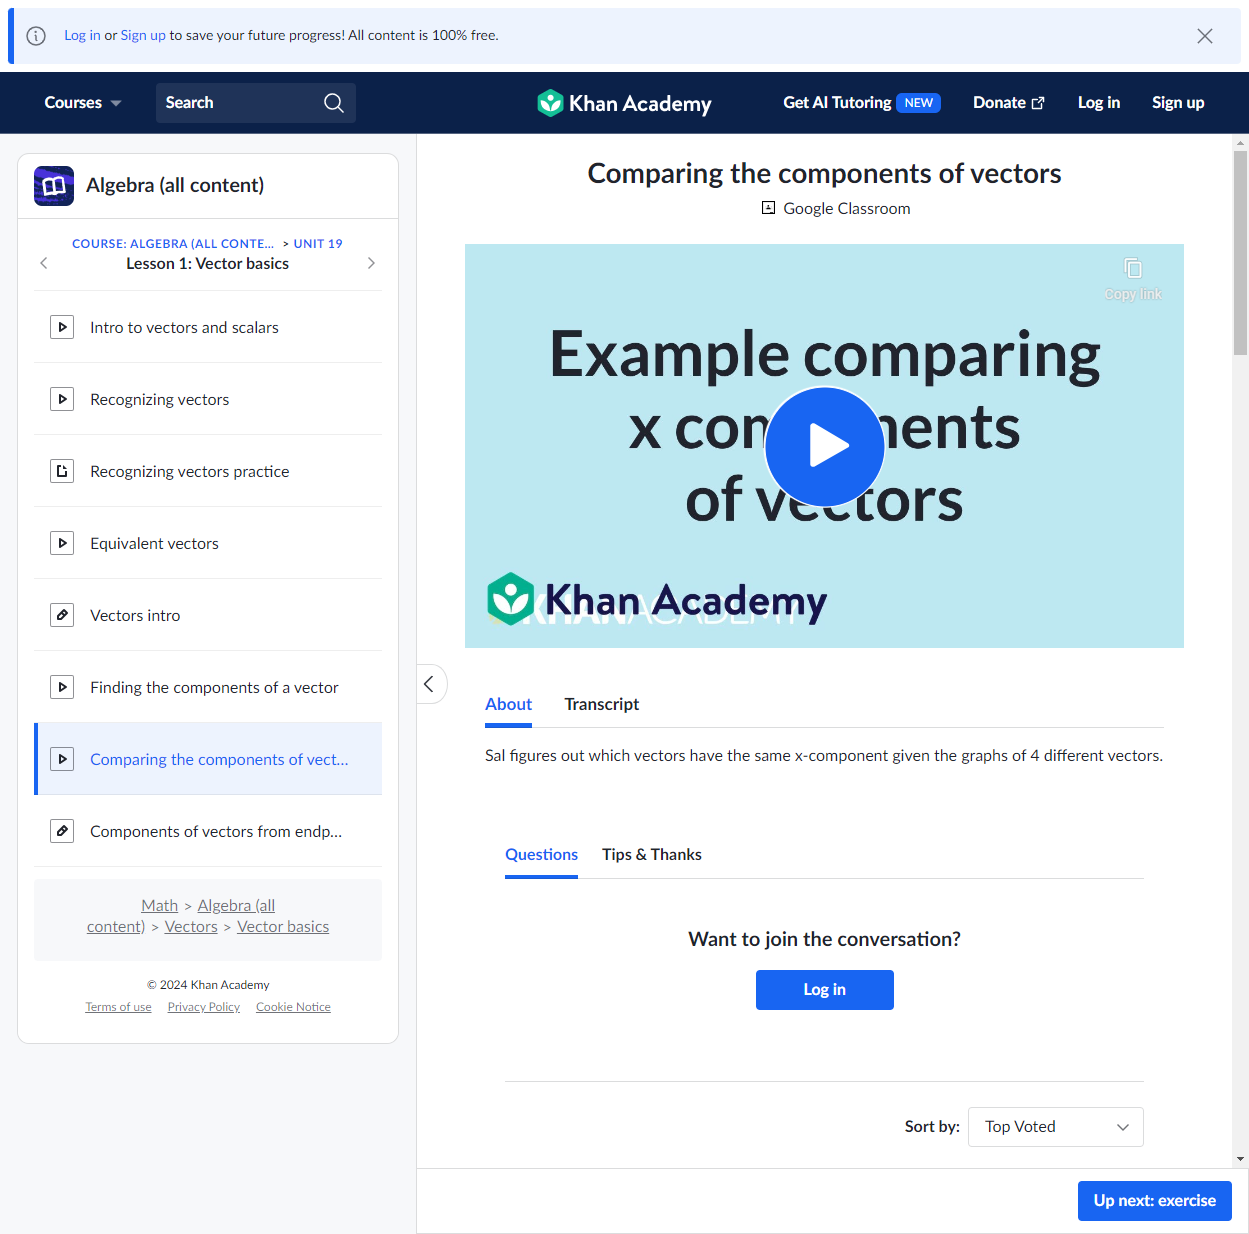 Log in or Sign up to save your future progress! All content is 100% free.
Courses
Search
Khan Academy
Get AI Tutoring NEW
Donate
Log in
Sign up
Algebra (all content)
COURSE: ALGEBRA (ALL CONTE... > UNIT 19
Lesson 1: Vector basics
Intro to vectors and scalars
Recognizing vectors
Recognizing vectors practice
Equivalent vectors
Vectors intro
Finding the components of a vector
Comparing the components of vect...
Components of vectors from endp...
Math > Algebra (all
content) > Vectors > Vector basics
© 2024 Khan Academy
Terms of use Privacy Policy Cookie Notice
Comparing the components of vectors
Google Classroom
Copy link
Example comparing
x components
of vectors
Khan Academy
KHANACADEMY
About
Transcript
Sal figures out which vectors have the same x-component given the graphs of 4 different vectors.
Questions
Tips & Thanks
Want to join the conversation?
Log in
Sort by:
Top Voted
Up next: exercise